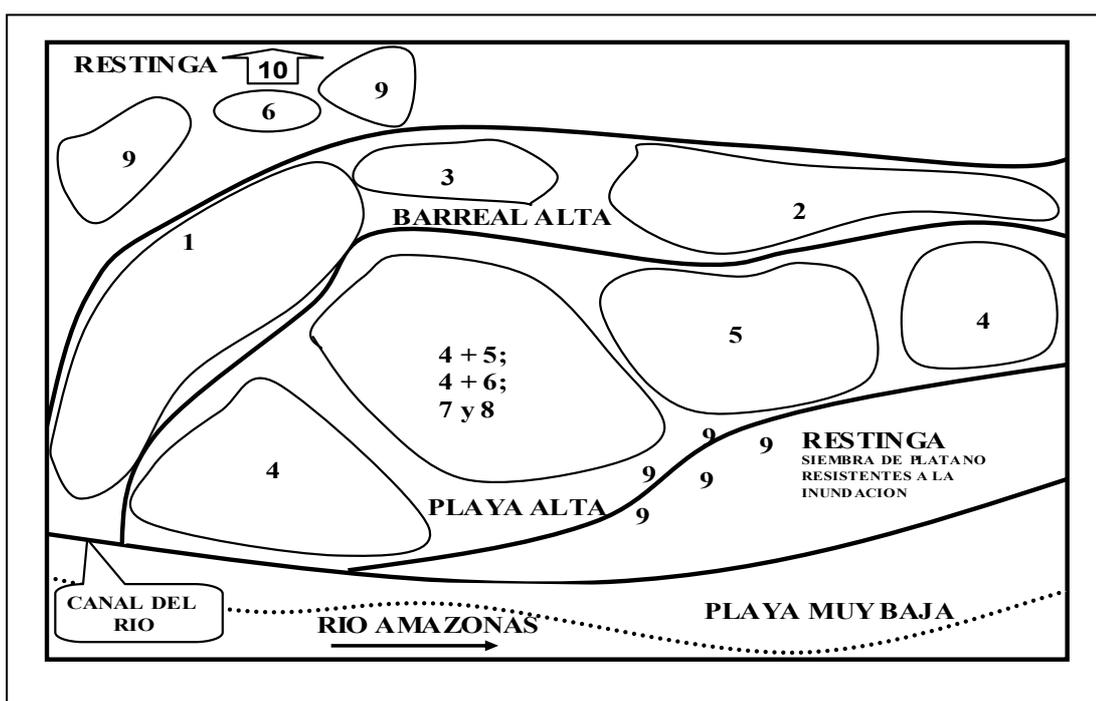 RESTINGA
10
9
6
9
3
1
BARREAL ALTA
2
4 + 5;
4 + 6;
7 y 8
5
4
4
9
9
9
9
9
PLAYA ALTA
RESTINGA
SIEMBRA DE PLATANO
RESISTENTES A LA
INUNDACION
CANAL DEL
RIO
RIO AMAZONAS
PLAYA MUY BAJA